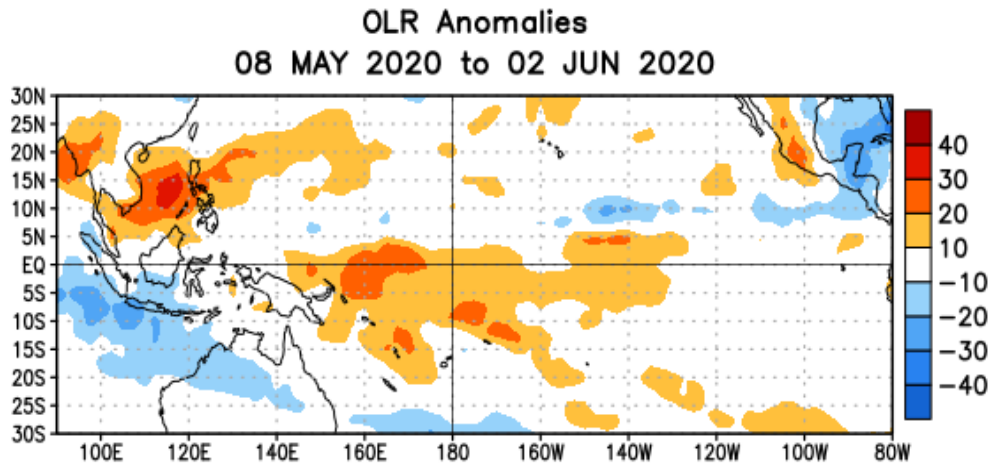 OLR Anomalies
08 MAY 2020 to 02 JUN 2020
30N
25N
20N
15N
10N
5N
EQ
5S
10S
15S
20S
25S
30S
100E 120E 140E 160E 180 160W 140W 120W 100W 80W
40
30
20
10
-10
-20
-30
-40